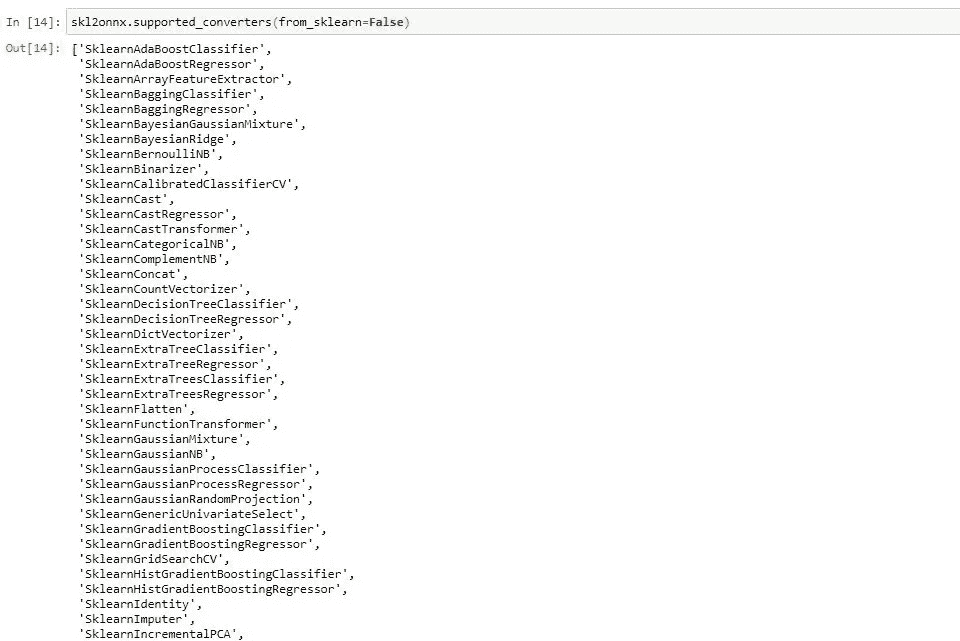 In [14]: skl2onnx.supported_converters(from_sklearn=False)
Out[14]: ['SklearnAdaBoostClassifier',
'SklearnAdaBoostRegressor',
'SklearnArrayFeatureExtractor',
'SklearnBaggingClassifier',
'SklearnBaggingRegressor',
'SklearnBayesianGaussianMixture',
'SklearnBayesianRidge',
'SklearnBernoulliNB',
'SklearnBinarizer',
'SklearnCalibratedClassifierCV',
'SklearnCast',
'SklearnCastRegressor',
'SklearnCastTransformer',
'SklearnCategoricalNB',
'SklearnComplementNB',
'SklearnConcat',
'SklearnCountVectorizer',
'SklearnDecisionTreeClassifier',
'SklearnDecisionTreeRegressor',
'SklearnDictVectorizer',
'SklearnExtraTreeClassifier',
'SklearnExtraTreeRegressor',
'SklearnExtraTreesClassifier',
'SklearnExtraTreesRegressor',
'SklearnFlatten',
'SklearnFunctionTransformer',
'SklearnGaussianMixture',
'SklearnGaussianNB',
'SklearnGaussianProcessClassifier',
'SklearnGaussianProcessRegressor',
'SklearnGaussianRandomProjection',
'SklearnGenericUnivariateSelect',
'SklearnGradientBoostingClassifier',
'SklearnGradientBoostingRegressor',
'SklearnGridSearchCV',
'SklearnHistGradientBoostingClassifier',
'SklearnHistGradientBoostingRegressor',
'SklearnIdentity',
'SklearnImputer',
'SklearnIncrementalPCA',